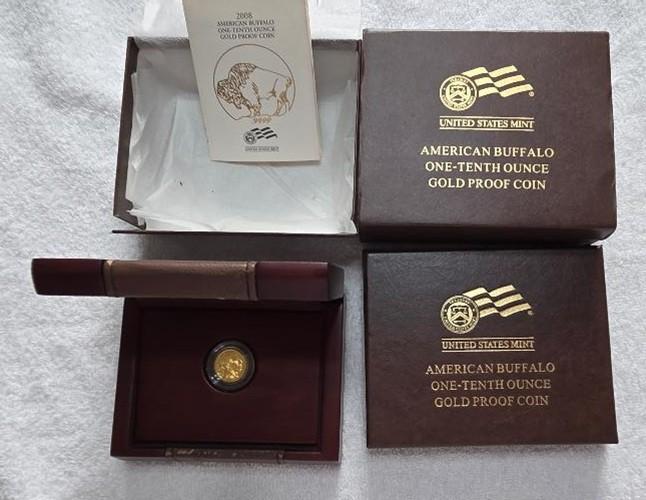 2008
AMERICAN BUFFALO
ONE-TENTH OUNCE
GOLD PROOF COIN
.9999
UNITED STATES MINT
AMERICAN BUFFALO
ONE-TENTH OUNCE
GOLD PROOF COIN
UNITED STATES MINT
AMERICAN BUFFALO
ONE-TENTH OUNCE
GOLD PROOF COIN